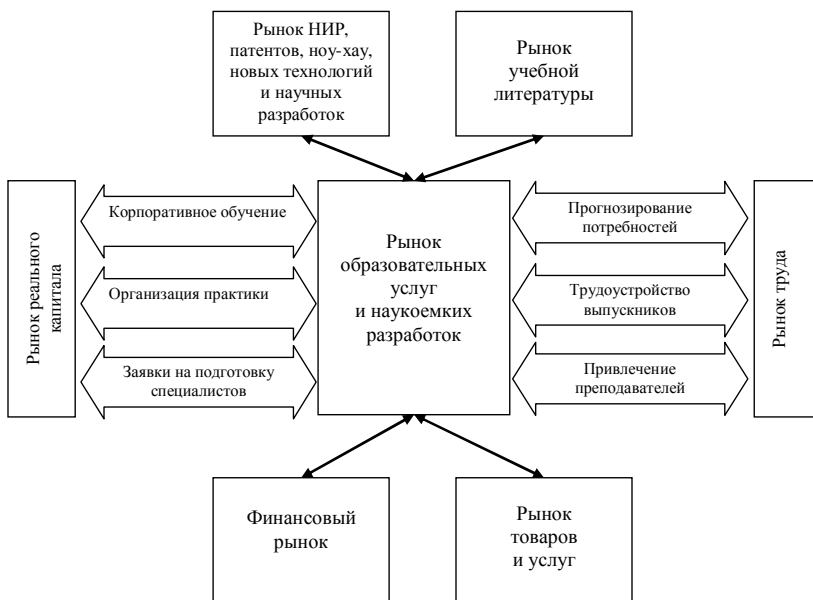 Рынок НИР,
патентов, ноу-хау,
новых технологий
и научных
разработок
Рынок
учебной
литературы
Рынок реального
капитала
Корпоративное обучение
Организация практики
Заявки на подготовку
специалистов
Рынок
образовательных
услуг
и наукоемких
разработок
Прогнозирование
потребностей
Трудоустройство
выпускников
Привлечение
преподавателей
Рынок труда
Финансовый
рынок
Рынок
товаров
и услуг